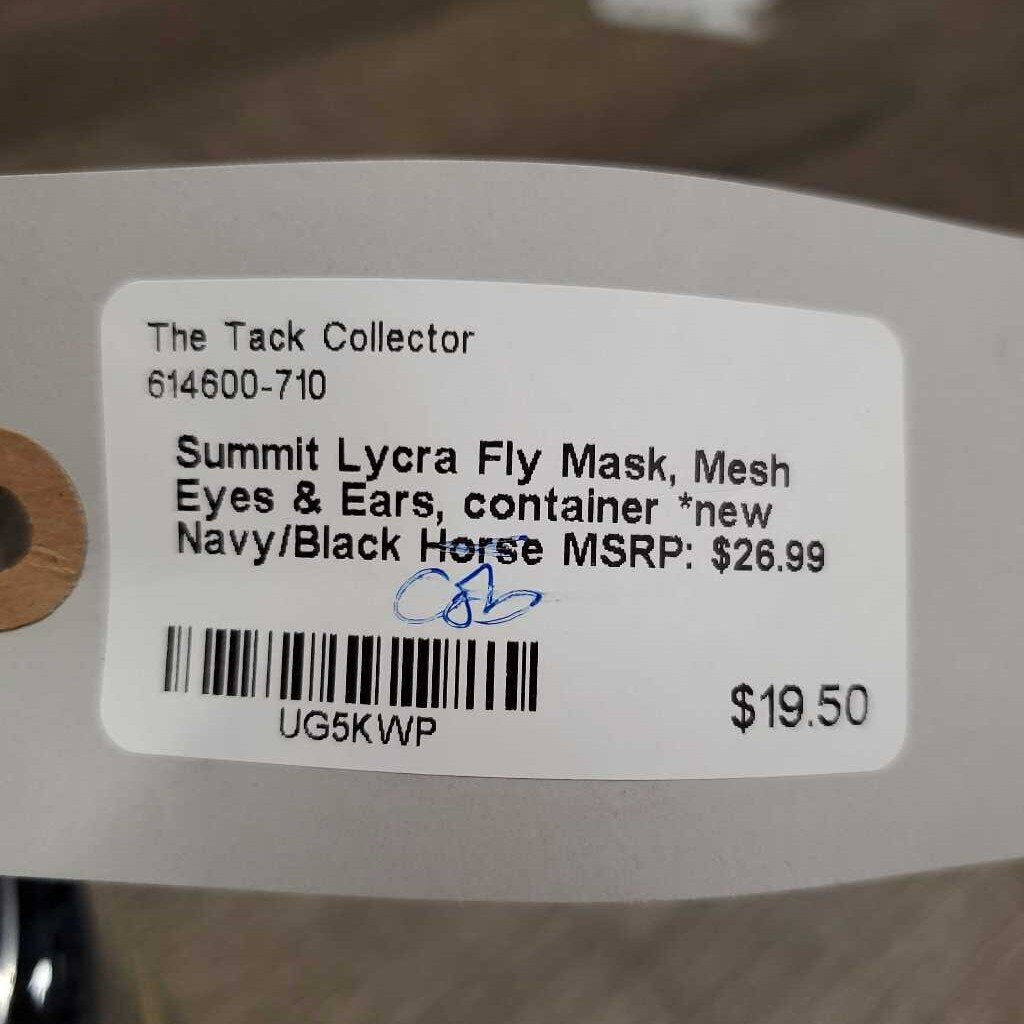 The Tack Collector
614600-710
Summit Lycra Fly Mask, Mesh
Eyes & Ears, container *new
Navy/Black Horse MSRP: $26.99
Cob
UG5KWP
$19.50